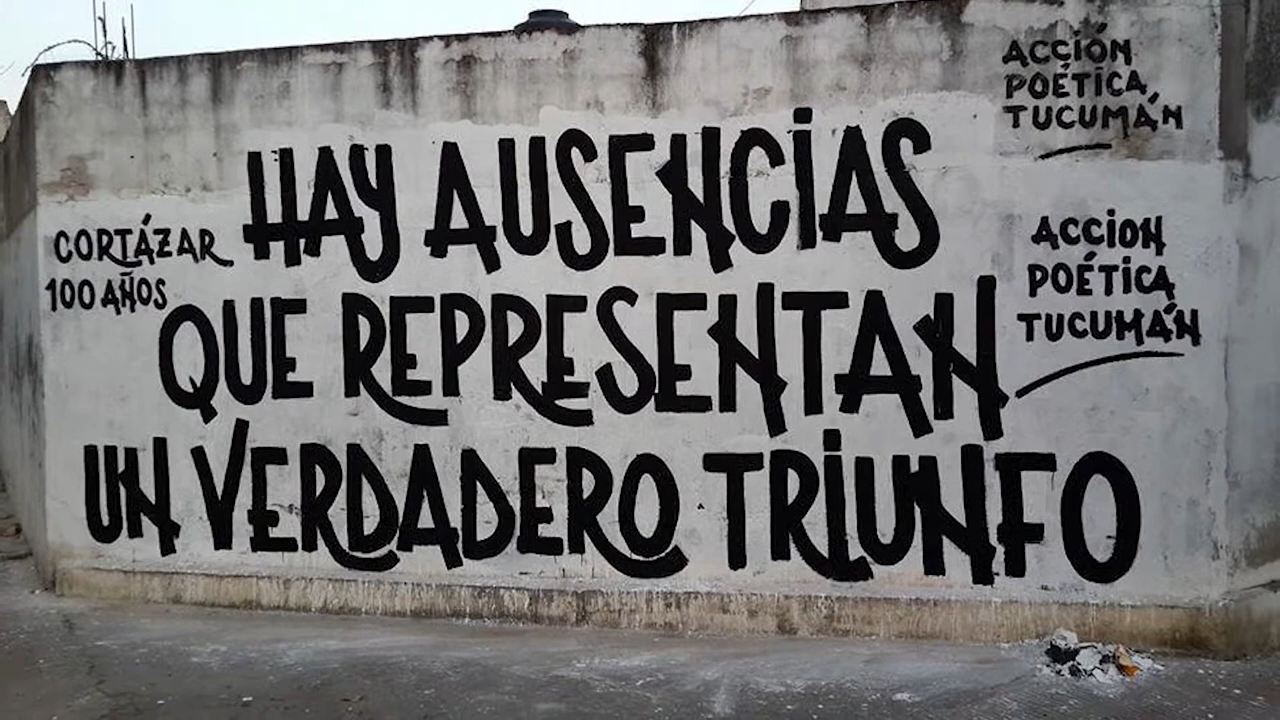 HAY AUSENCIAS
QUE REPRESENTAN
UN VERDADERO TRIUNFO
CORTÁZAR
100 AÑOS
ACCIÓN
POÉTICA
TUCUMÁN
ACCION
POÉTICA
TUCUMÁN